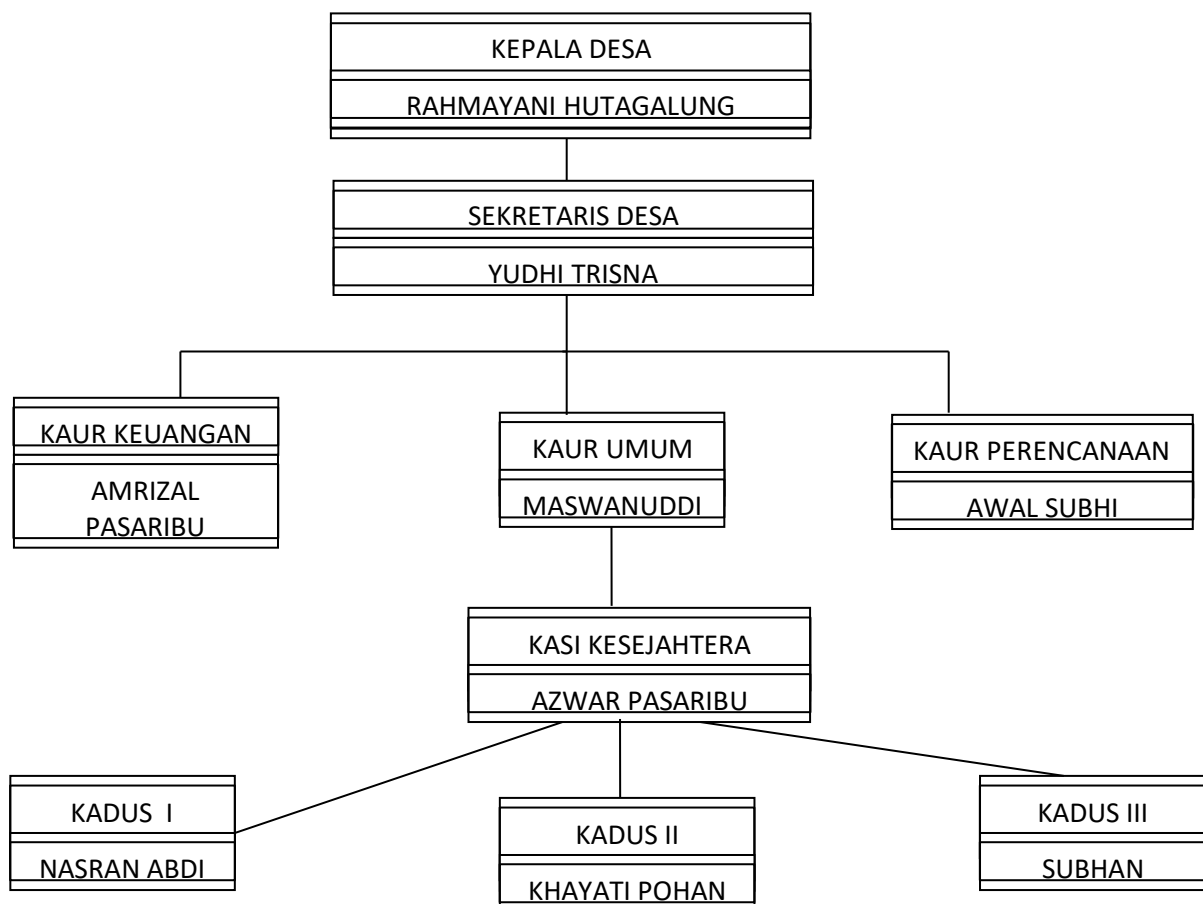 KEPALA DESA
RAHMAYANI HUTAGALUNG
SEKRETARIS DESA
YUDHI TRISNA
KAUR KEUANGAN
AMRIZAL
PASARIBU
KAUR UMUM
MASWANUDDI
KAUR PERENCANAAN
AWAL SUBHI
KASI KESEJAHTERA
AZWAR PASARIBU
KADUS I
NASRAN ABDI
KADUS II
KHAYATI POHAN
KADUS III
SUBHAN